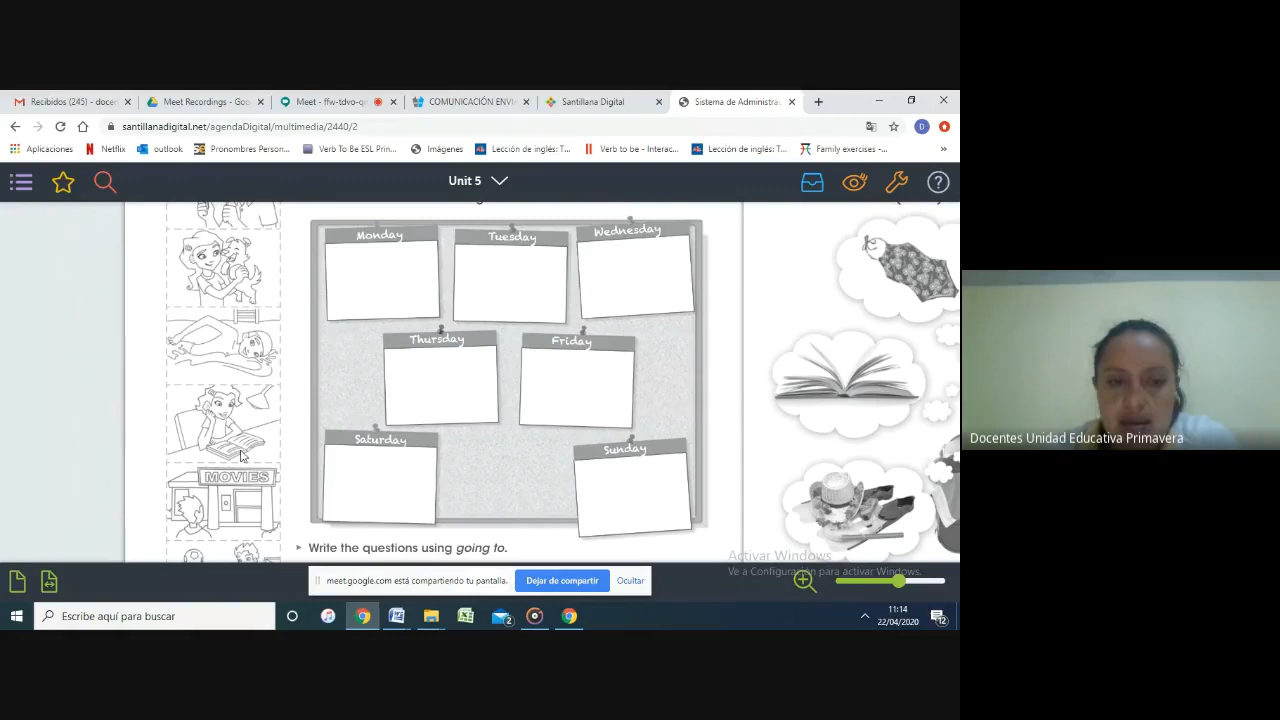 Recibidos (245) - docen
Meet Recordings - Goo
Meet - ffw-tdvo-q
COMUNICACIÓN ENVI
Santillana Digital
Sistema de Administra
santillanadigital.net/agendaDigital/multimedia/2440/2
Aplicaciones
Netflix
outlook
Pronombres Person...
Verb To Be ESL Prin...
Imágenes
Lección de inglés: T...
Verb to be - Interac...
Lección de inglés: T...
Family exercises -...
»
Unit 5
Monday
Tuesday
Wednesday
Thursday
Friday
Saturday
Sunday
MOVIES
Write the questions using going to.
Activar Windows
Ve a Configuración para activar Windows.
meet.google.com está compartiendo tu pantalla.
Dejar de compartir
Ocultar
Escribe aquí para buscar
2
11:14
22/04/2020
12
Docentes Unidad Educativa Primavera